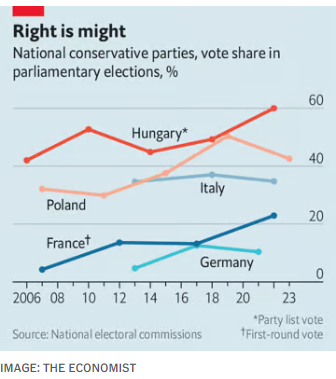 Right is might
National conservative parties, vote share in
parliamentary elections, %
60
Hungary*
40
Italy
Poland
20
France†
Germany
0
2006 08 10 12 14 16 18 20 23
*Party list vote
Source: National electoral commissions †First-round vote
IMAGE: THE ECONOMIST